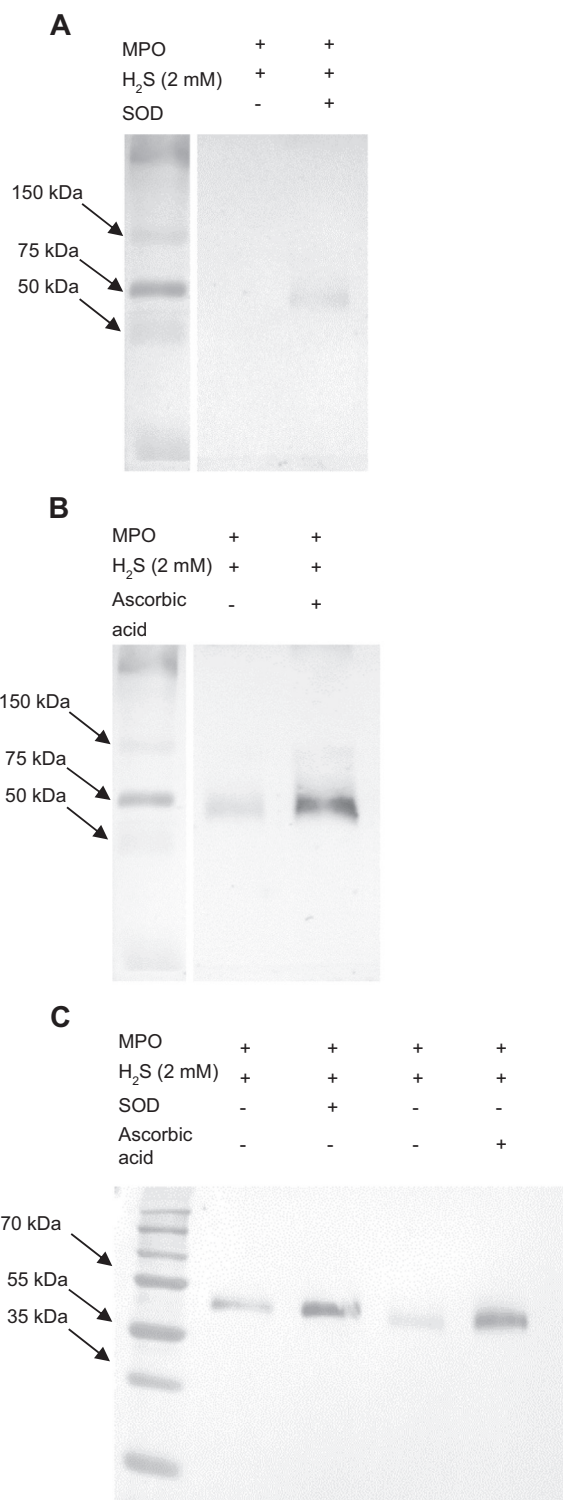 A
MPO + +
H₂S (2 mM) + +
SOD - +
150 kDa
75 kDa
50 kDa
B
MPO + +
H₂S (2 mM) + +
Ascorbic - +
acid
150 kDa
75 kDa
50 kDa
C
MPO + + + +
H₂S (2 mM) + + + +
SOD - + - -
Ascorbic
acid - - - +
70 kDa
55 kDa
35 kDa